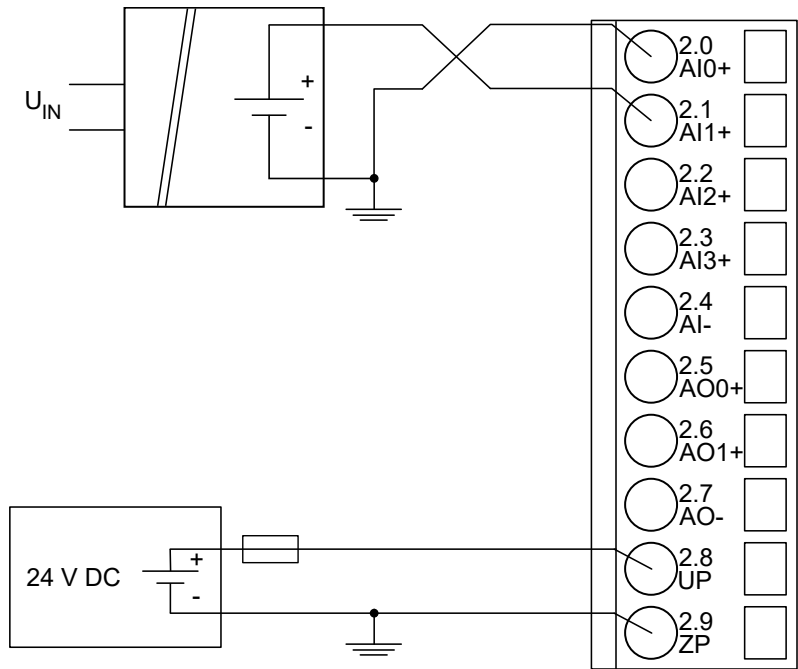 U_IN
+
-
2.0
AI0+
2.1
AI1+
2.2
AI2+
2.3
AI3+
2.4
AI-
2.5
AO0+
2.6
AO1+
2.7
AO-
24 V DC
+
-
2.8
UP
2.9
ZP